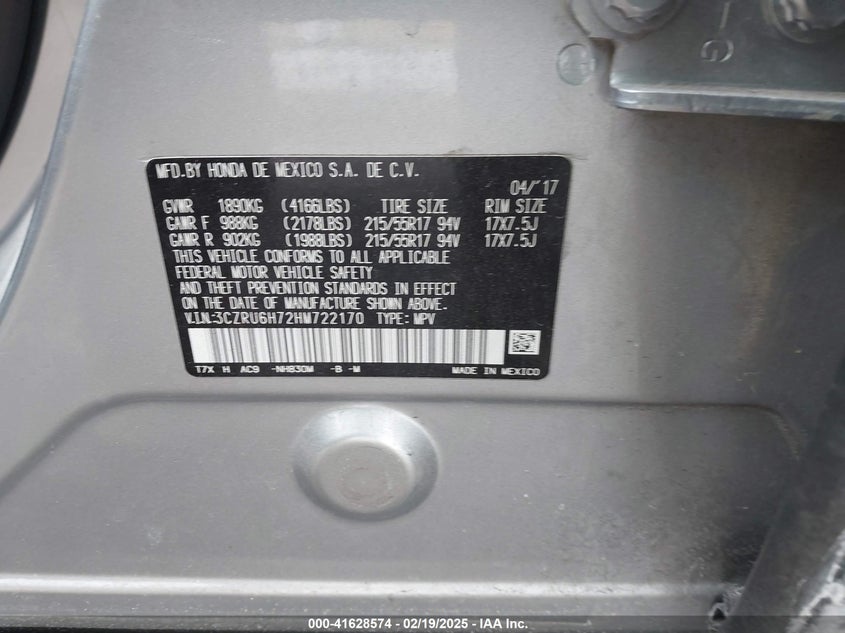 MFD.BY HONDA DE MEXICO S.A. DE C.V.
04/'17
GVWR 1890KG (4166LBS) TIRE SIZE RIM SIZE
GAWR F 988KG (2178LBS) 215/55R17 94V 17X7.5J
GAWR R 902KG (1988LBS) 215/55R17 94V 17X7.5J
THIS VEHICLE CONFORMS TO ALL APPLICABLE
FEDERAL MOTOR VEHICLE SAFETY
AND THEFT PREVENTION STANDARDS IN EFFECT
ON THE DATE OF MANUFACTURE SHOWN ABOVE.
V.I.N:3CZRU6H72HM722170 TYPE: MPV
T7X H AC9 -NH830M -B -M MADE IN MEXICO
000-41628574 — 02/19/2025 — IAA Inc.